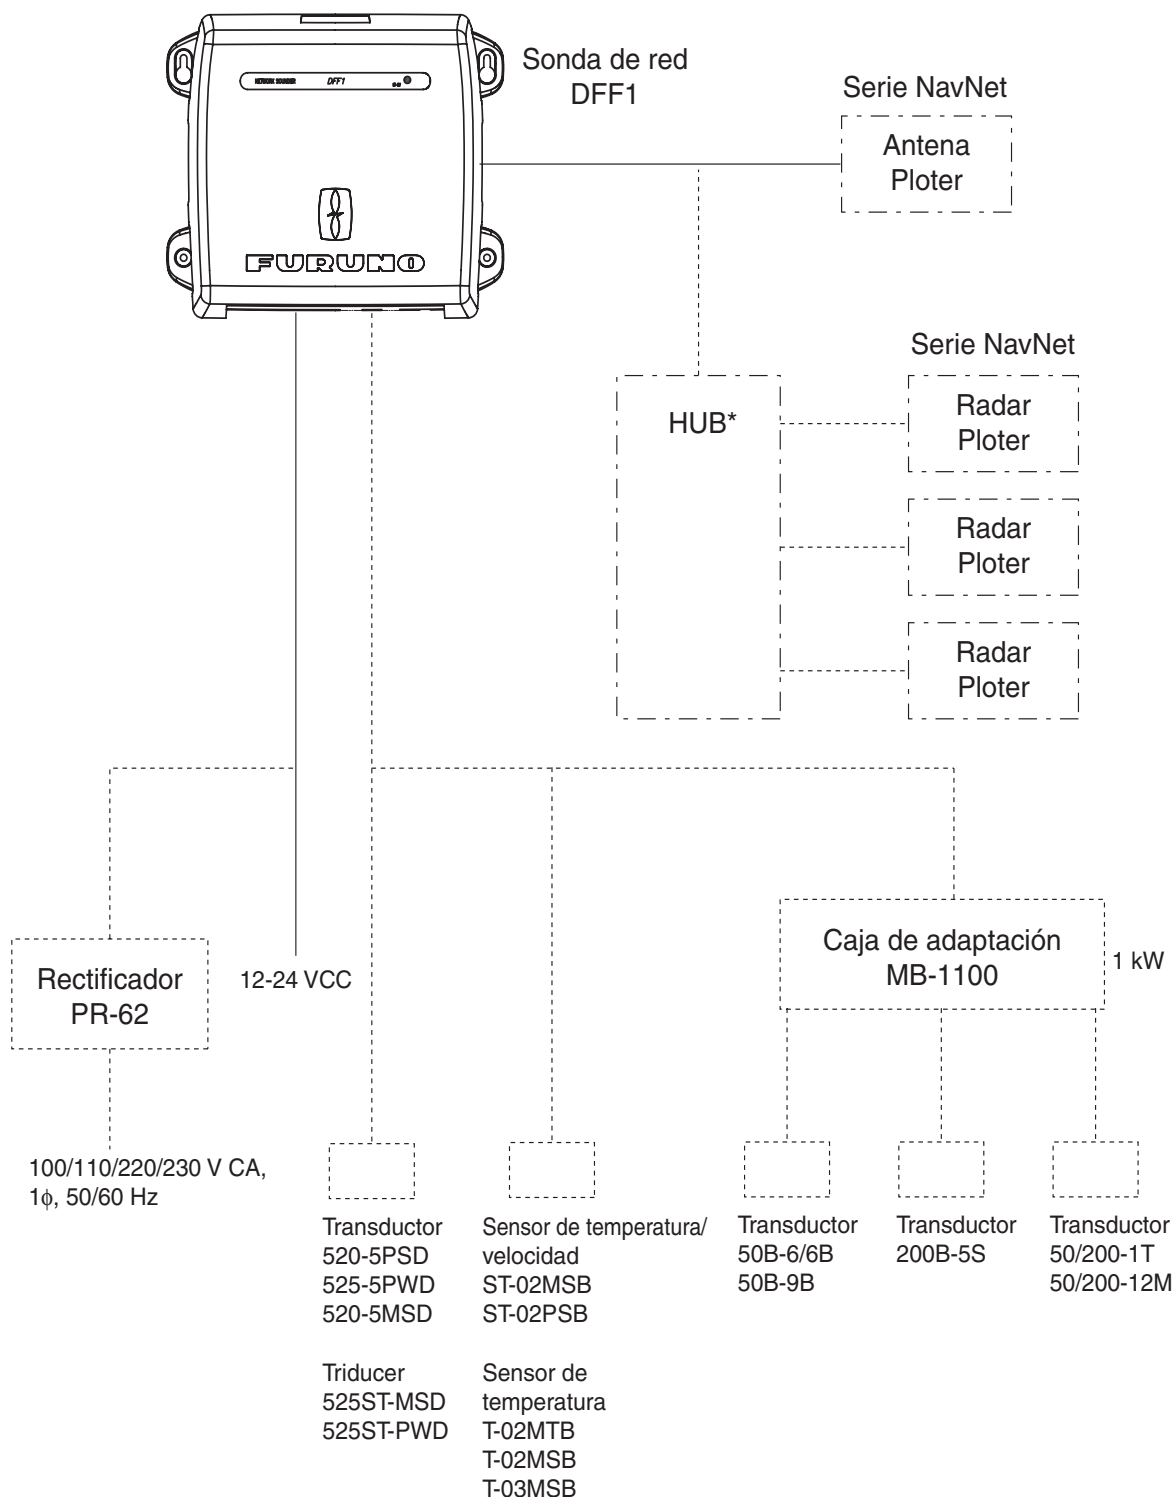 NETWORK SOUNDER DFF1
FURUNO
Sonda de red
DFF1
Serie NavNet
Antena
Ploter
Serie NavNet
HUB*
Radar
Ploter
Radar
Ploter
Radar
Ploter
Rectificador
PR-62
12-24 VCC
Caja de adaptación
MB-1100
1 kW
100/110/220/230 V CA,
1ϕ, 50/60 Hz
Transductor
520-5PSD
525-5PWD
520-5MSD
Triducer
525ST-MSD
525ST-PWD
Sensor de temperatura/
velocidad
ST-02MSB
ST-02PSB
Sensor de
temperatura
T-02MTB
T-02MSB
T-03MSB
Transductor
50B-6/6B
50B-9B
Transductor
200B-5S
Transductor
50/200-1T
50/200-12M